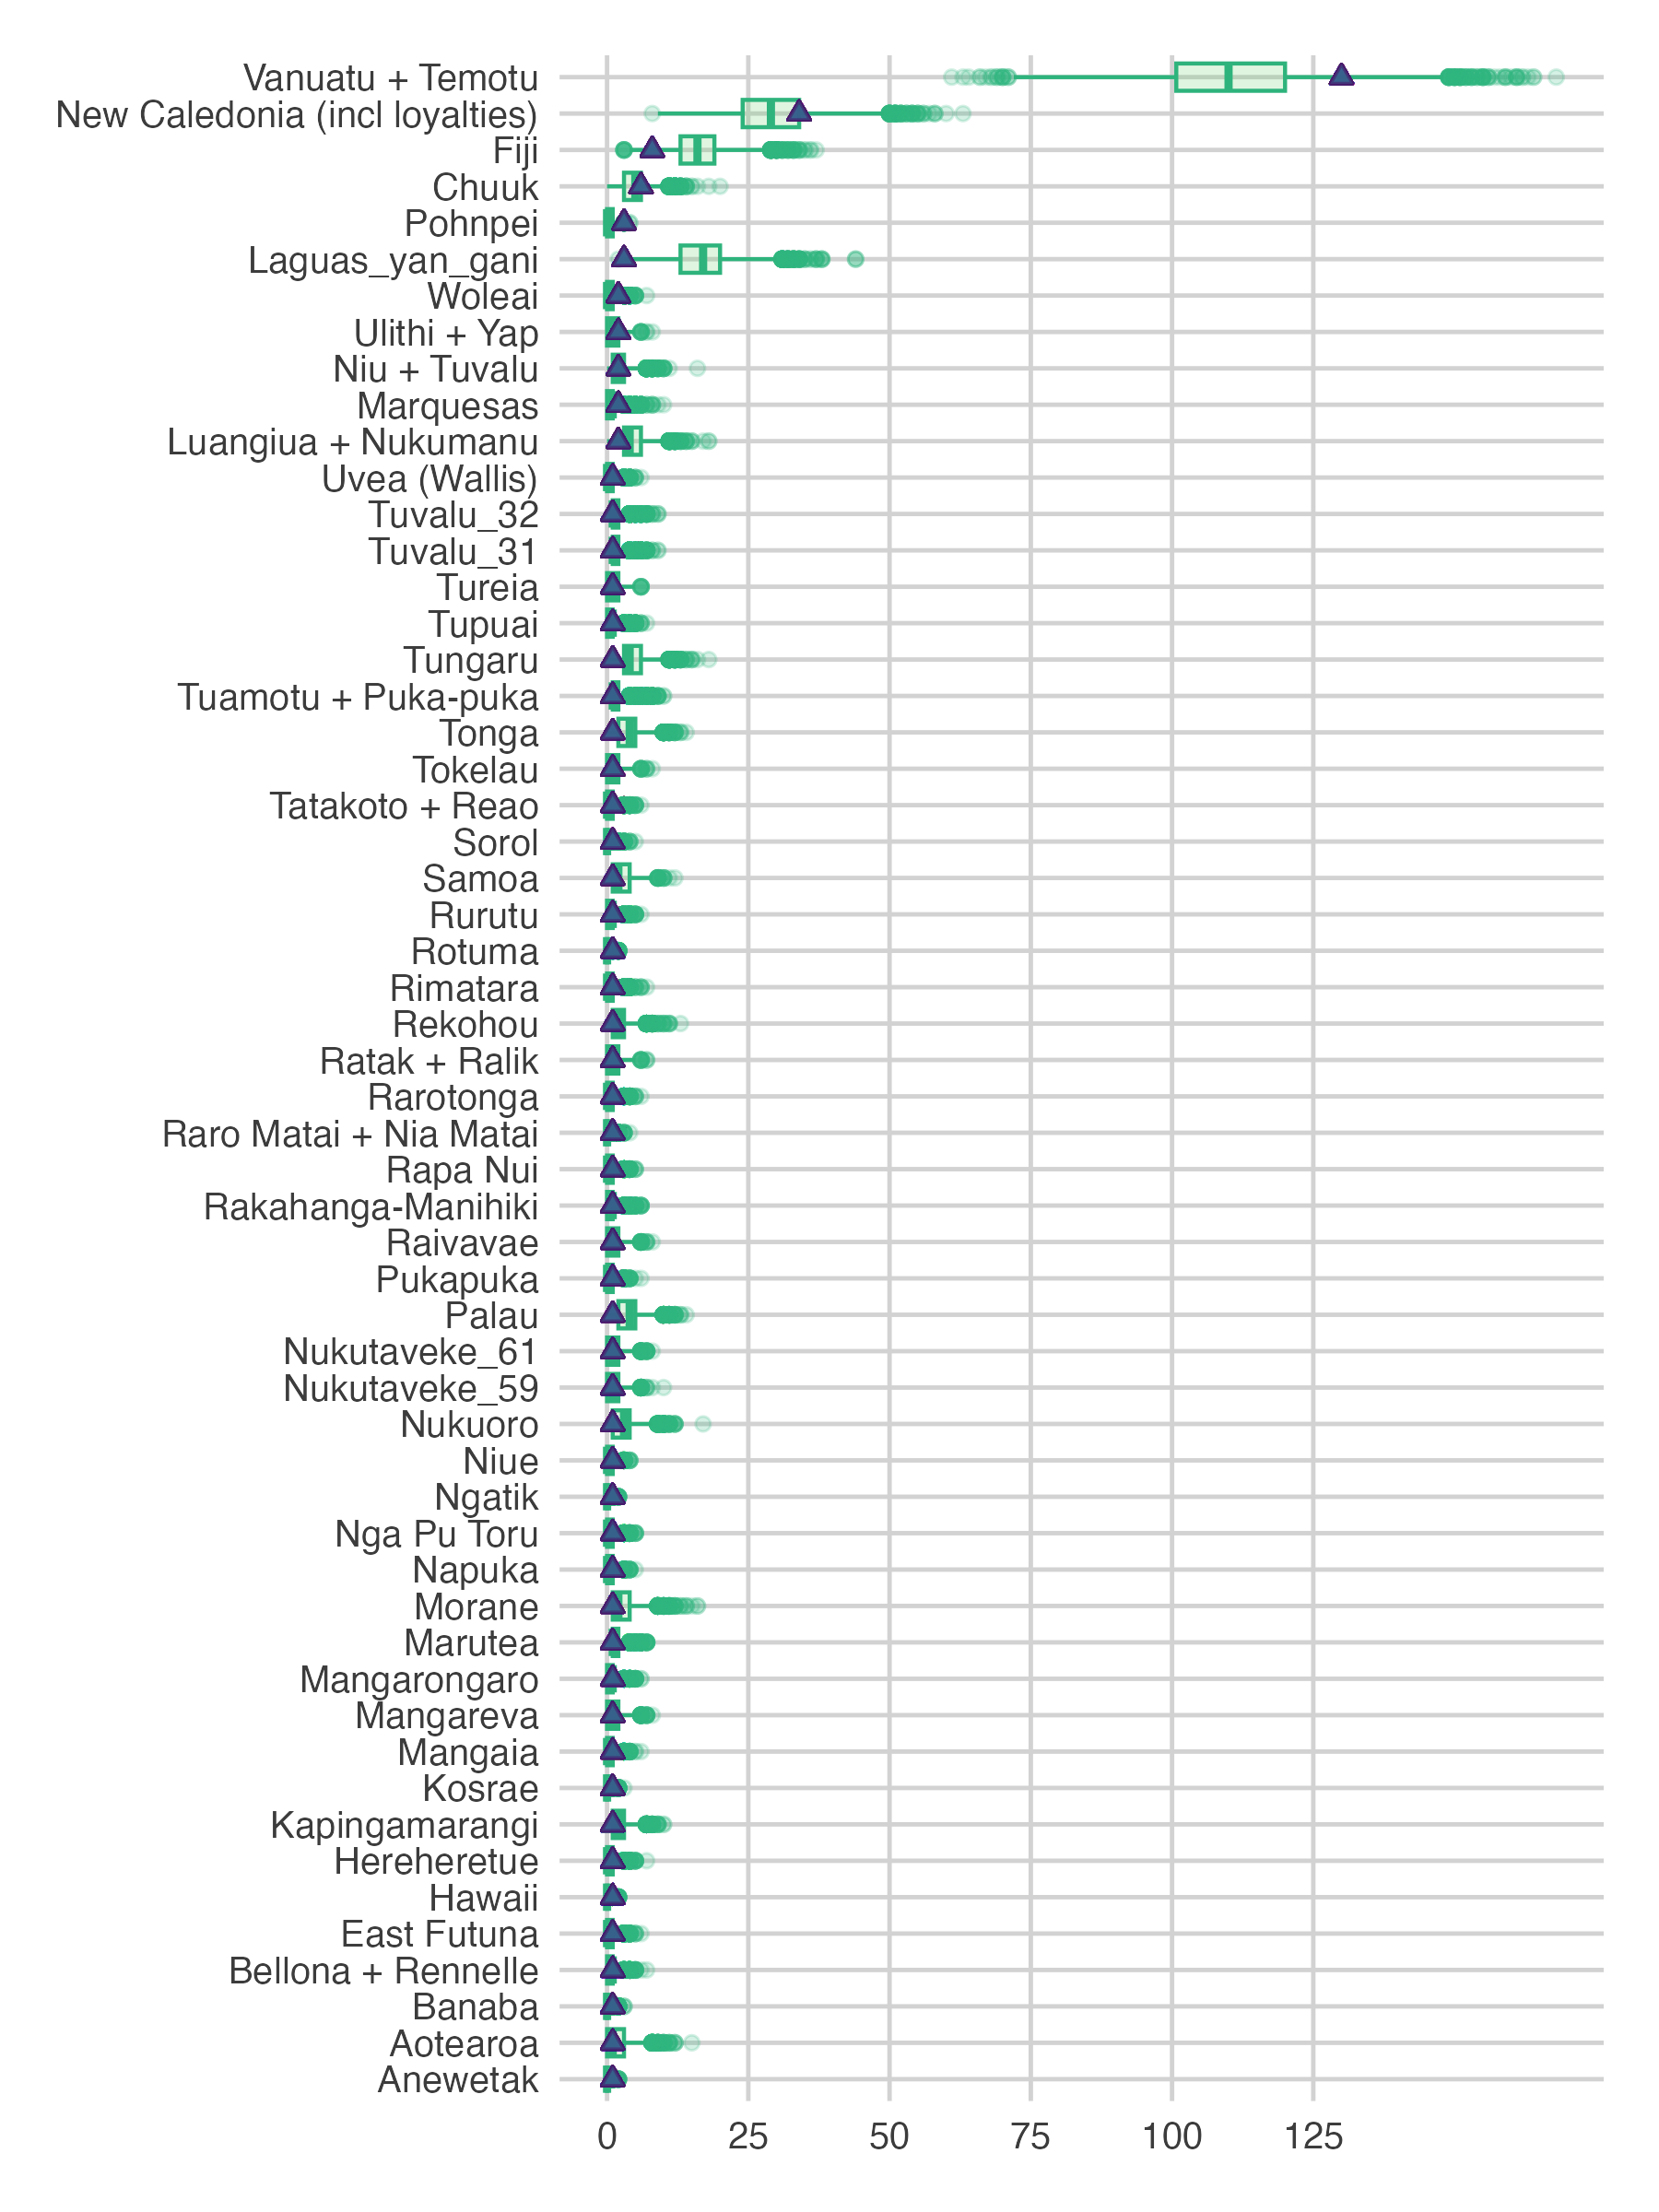 Vanuatu + Temotu
New Caledonia (incl loyalties)
Fiji
Chuuk
Pohnpei
Laguas_yan_gani
Woleai
Ulithi + Yap
Niu + Tuvalu
Marquesas
Luangiua + Nukumanu
Uvea (Wallis)
Tuvalu_32
Tuvalu_31
Tureia
Tupuai
Tungaru
Tuamotu + Puka-puka
Tonga
Tokelau
Tatakoto + Reao
Sorol
Samoa
Rurutu
Rotuma
Rimatara
Rekohou
Ratak + Ralik
Rarotonga
Raro Matai + Nia Matai
Rapa Nui
Rakahanga-Manihiki
Raivavae
Pukapuka
Palau
Nukutaveke_61
Nukutaveke_59
Nukuoro
Niue
Ngatik
Nga Pu Toru
Napuka
Morane
Marutea
Mangarongaro
Mangareva
Mangaia
Kosrae
Kapingamarangi
Hereheretue
Hawaii
East Futuna
Bellona + Rennelle
Banaba
Aotearoa
Anewetak
0 25 50 75 100 125